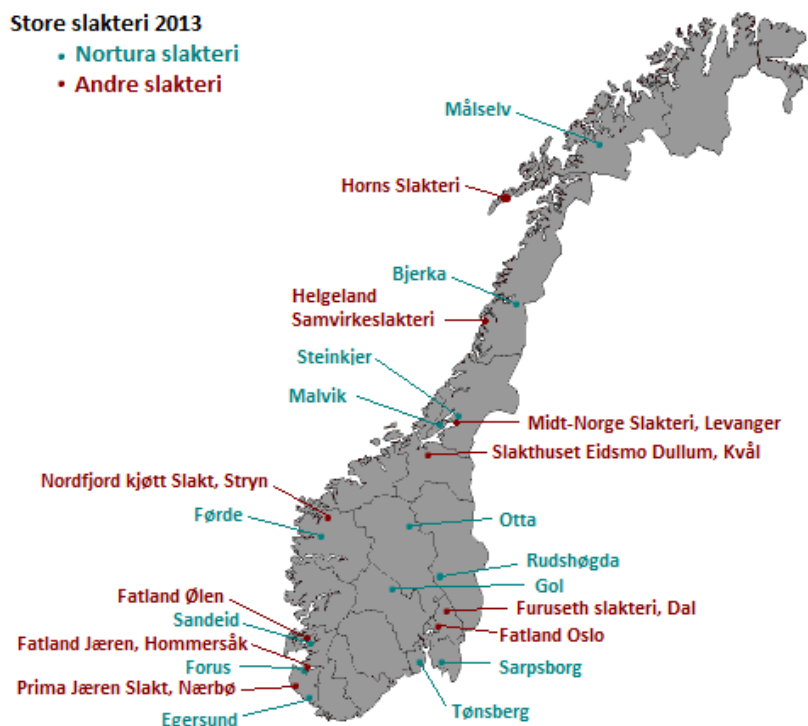 Store slakteri 2013
• Nortura slakteri
• Andre slakteri
Målselv
Horns Slakteri
Bjerka
Helgeland
Samvirkeslakteri
Steinkjer
Malvik
Midt-Norge Slakteri, Levanger
Slakthuset Eidsmo Dullum, Kvål
Nordfjord kjøtt Slakt, Stryn
Førde
Otta
Rudshøgda
Gol
Fatland Ølen
Furuseth slakteri, Dal
Sandeid
Fatland Oslo
Fatland Jæren, Hommersåk
Forus
Sarpsborg
Prima Jæren Slakt, Nærbø
Tønsberg
Egersund